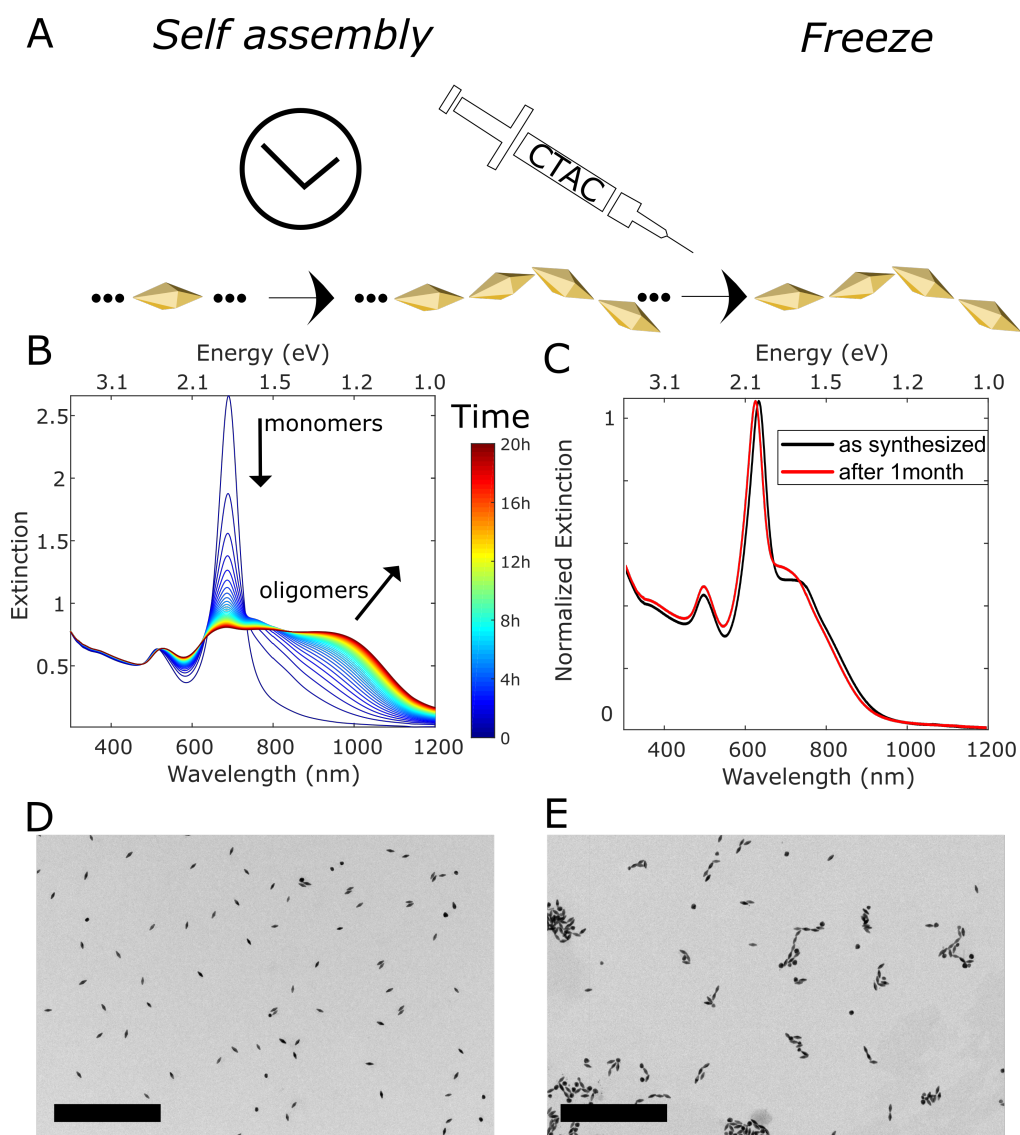 A
Self assembly
Freeze
CTAC
B
Energy (eV)
3.1 2.1 1.5 1.2 1.0
Extinction
2.5
2
1.5
1
0.5
monomers
oligomers
400 600 800 1000 1200
Wavelength (nm)
Time
20h
16h
12h
8h
4h
0
C
Energy (eV)
3.1 2.1 1.5 1.2 1.0
Normalized Extinction
1
0
as synthesized
after 1month
400 600 800 1000 1200
Wavelength (nm)
D
E